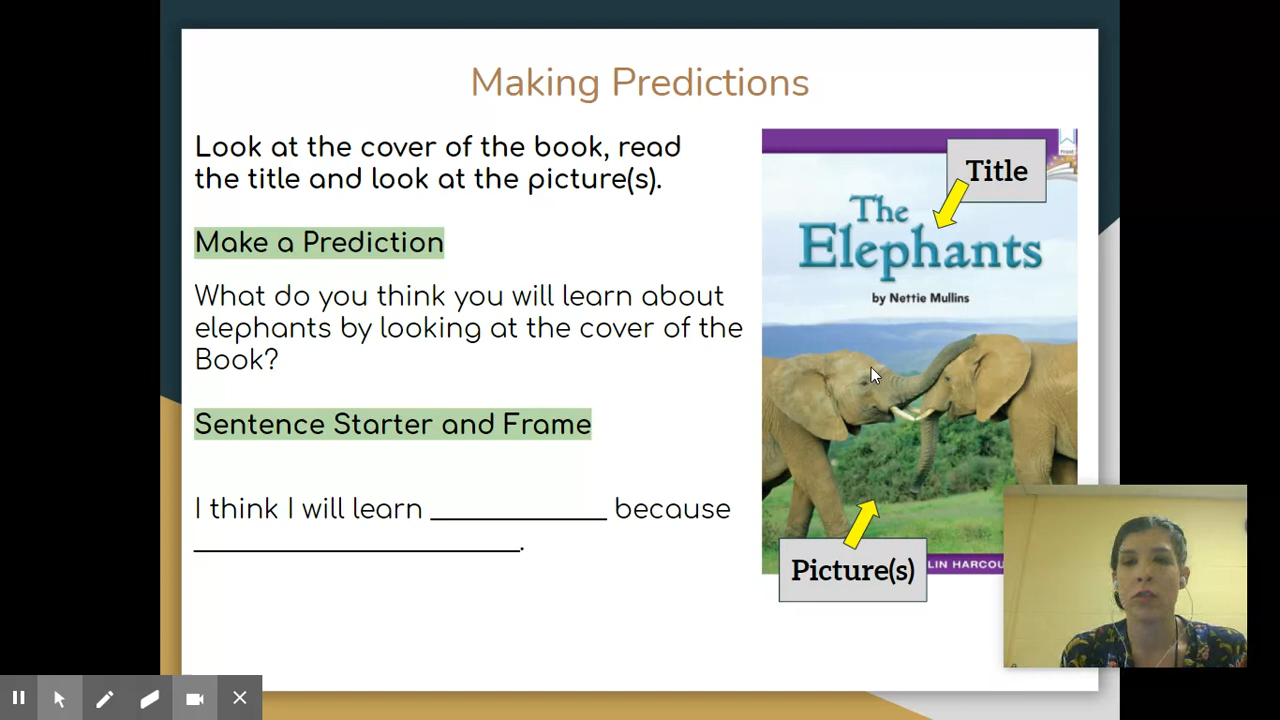 Making Predictions
Look at the cover of the book, read
the title and look at the picture(s).
Make a Prediction
What do you think you will learn about
elephants by looking at the cover of the
Book?
Sentence Starter and Frame
I think I will learn ____________ because
______________________.
Title
The
Elephants
by Nettie Mullins
Picture(s)
LIN HARCOU